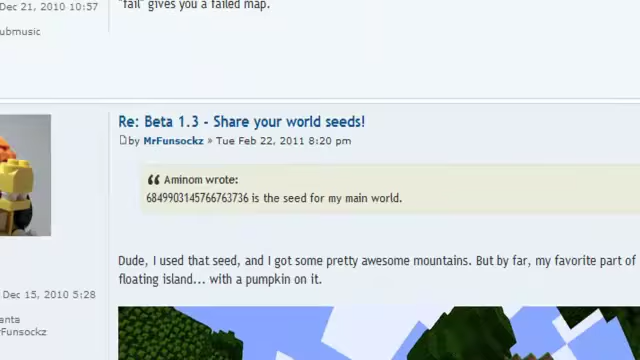 Dec 21, 2010 10:57
"fail" gives you a failed map.
ubmusic
Re: Beta 1.3 - Share your world seeds!
by MrFunsockz » Tue Feb 22, 2011 8:20 pm
Aminom wrote:
6849903145766763736 is the seed for my main world.
Dude, I used that seed, and I got some pretty awesome mountains. But by far, my favorite part of
floating island... with a pumpkin on it.
Dec 15, 2010 5:28
anta
Funsockz